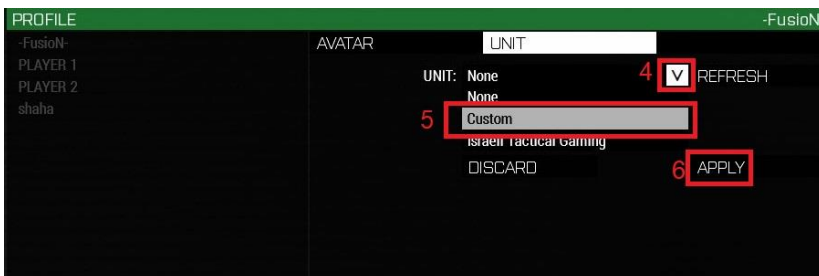 PROFILE -FusioN
-FusioN- AVATAR UNIT
PLAYER 1 UNIT: None 4 V REFRESH
PLAYER 2 None
shaha 5 Custom
Israeli Tactical Gaming
DISCARD 6 APPLY